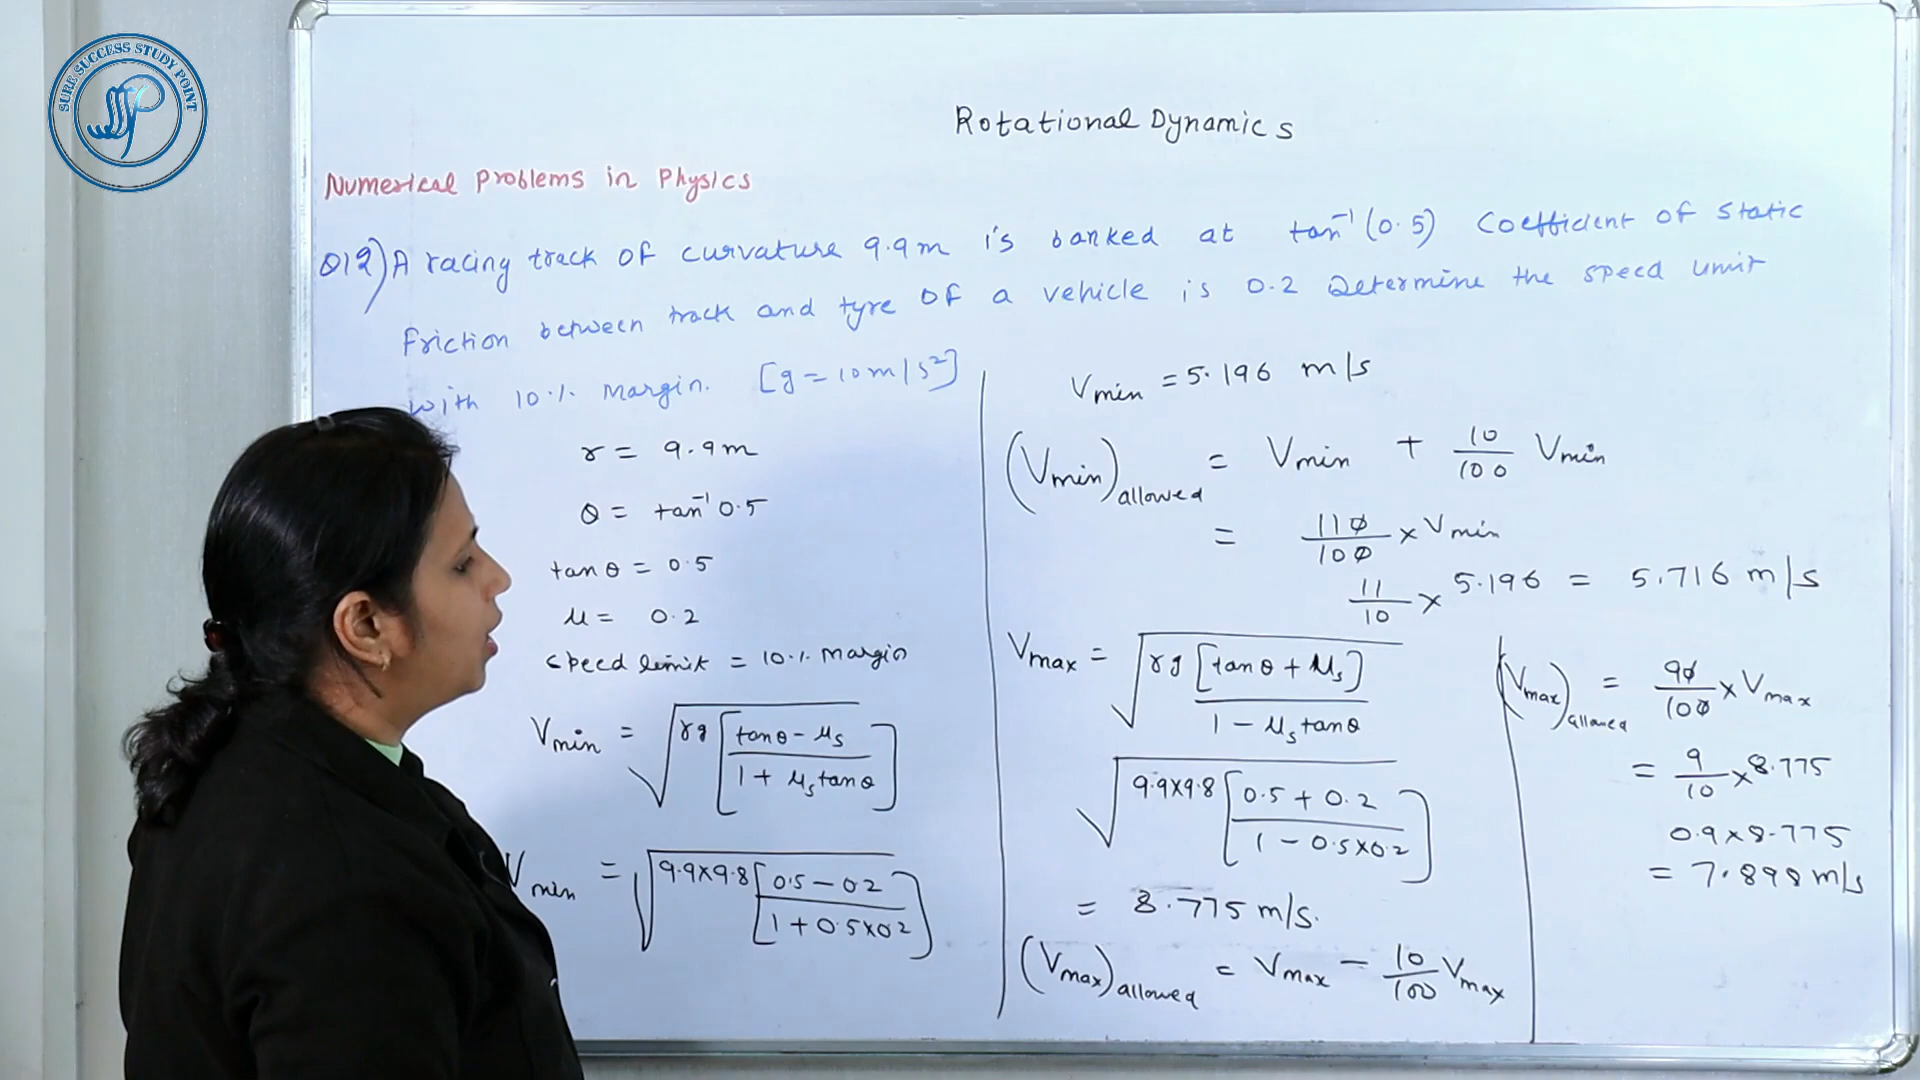 SURE SUCCESS STUDY POINT
Rotational Dynamics
Numerical Problems in Physics
Q12) A racing track of curvature 9.9m is banked at tan⁻¹(0.5) Coefficient of static
friction between track and tyre of a vehicle is 0.2 Determine the speed limit
with 10% margin. [g = 10m/s²]
r = 9.9m
θ = tan⁻¹ 0.5
tanθ = 0.5
μ = 0.2
speed limit = 10% margin
Vmin = √rg [tanθ - μs / 1 + μs tanθ]
Vmin = √9.9×9.8 [0.5 - 0.2 / 1 + 0.5×0.2]
Vmin = 5.196 m/s
(Vmin)allowed = Vmin + 10/100 Vmin
= 110/100 × Vmin
11/10 × 5.196 = 5.716 m/s
Vmax = √rg [tanθ + μs] / 1 - μs tanθ
√9.9×9.8 [0.5 + 0.2 / 1 - 0.5×0.2]
= 8.775 m/s.
(Vmax)allowed = Vmax - 10/100 Vmax
(Vmax)allowed = 90/100 × Vmax
= 9/10 × 8.775
0.9×8.775
= 7.898 m/s